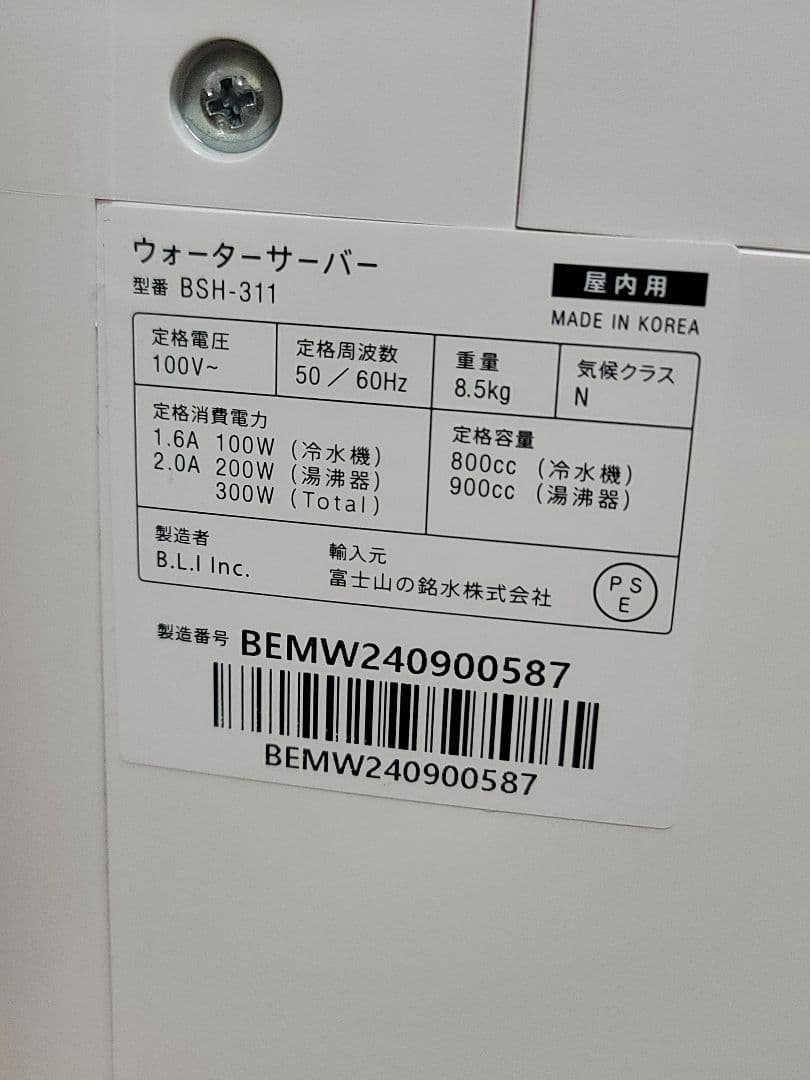 ウォーターサーバー
型番 BSH-311
屋内用
MADE IN KOREA
定格電圧
100V~
定格周波数
50/60Hz
重量
8.5kg
気候クラス
N
定格消費電力
1.6A 100W (冷水機)
2.0A 200W (湯沸器)
300W (Total)
定格容量
800cc (冷水機)
900cc (湯沸器)
製造者
B.L.I Inc.
輸入元
富士山の銘水株式会社
PSE
製造番号 BEMW240900587
BEMW240900587